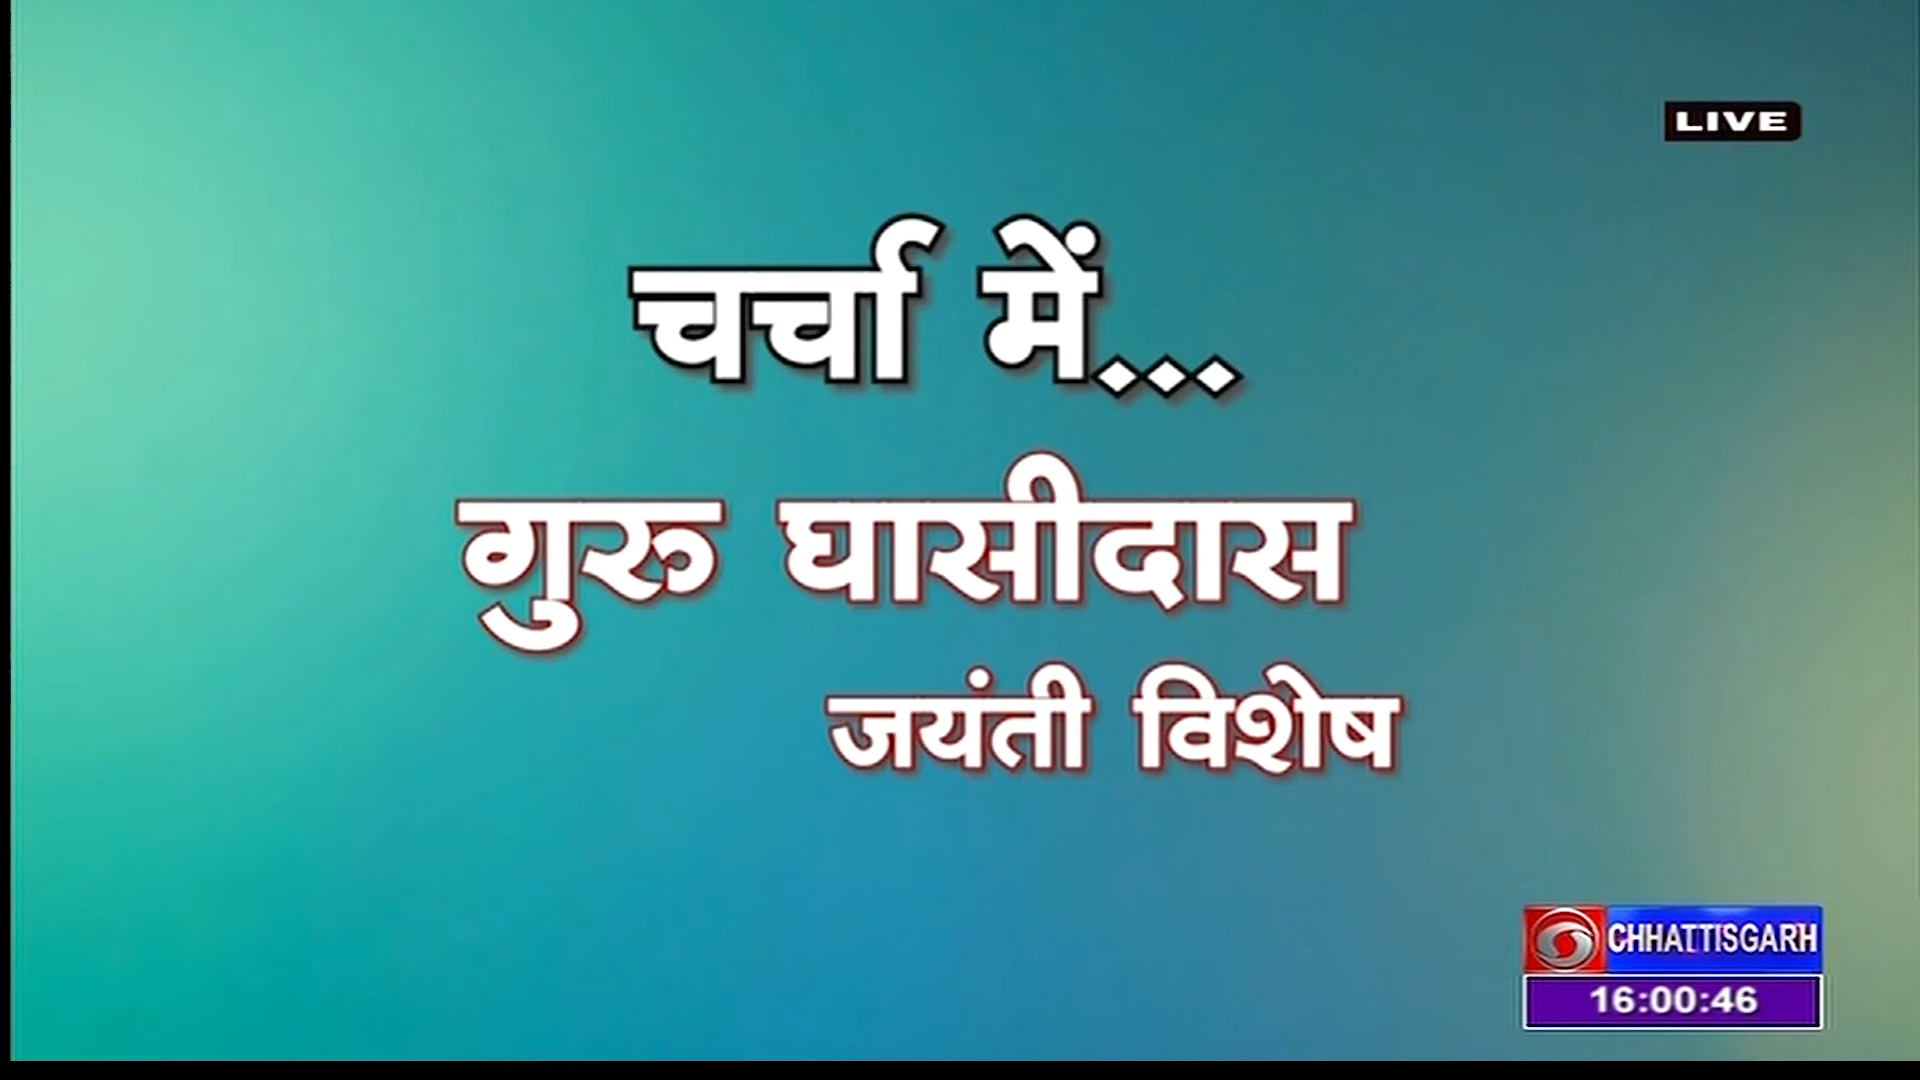 LIVE
चर्चा में...
गुरु घासीदास
जयंती विशेष
CHHATTISGARH
16:00:46